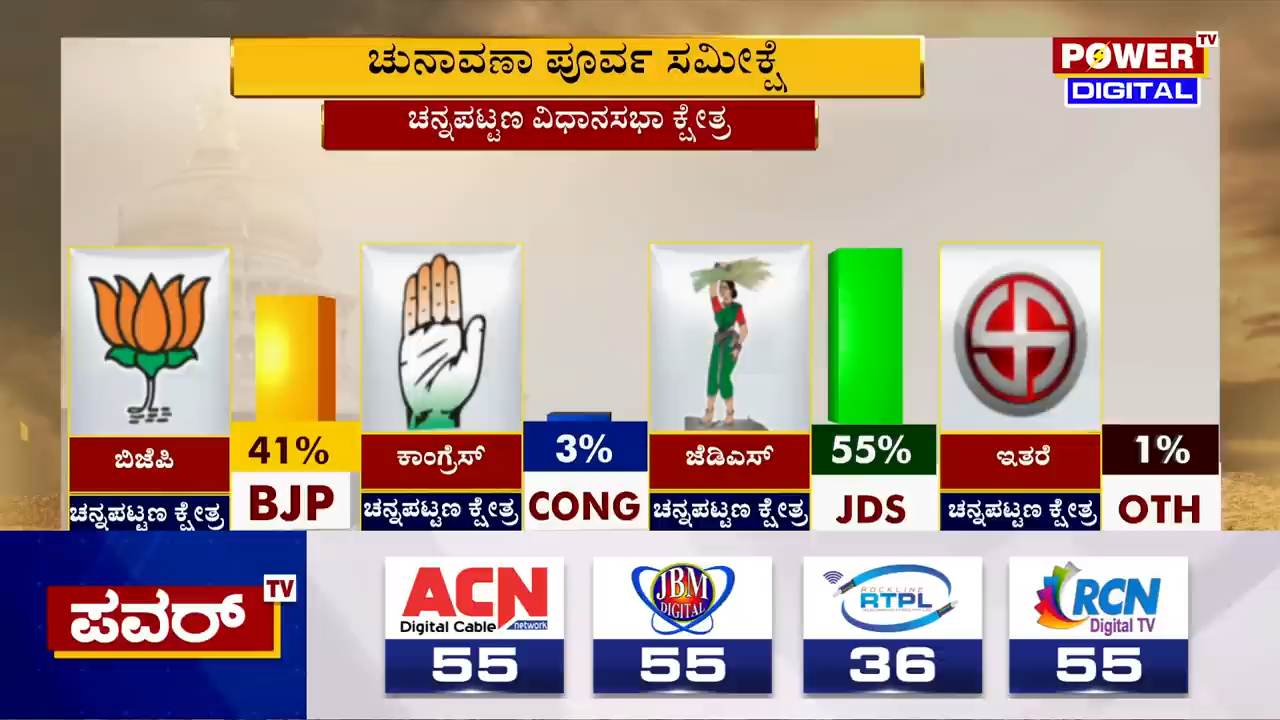 ಚುನಾವಣಾ ಪೂರ್ವ ಸಮೀಕ್ಷೆ
ಚನ್ನಪಟ್ಟಣ ವಿಧಾನಸಭಾ ಕ್ಷೇತ್ರ
POWER TV
DIGITAL
ಬಿಜೆಪಿ
ಚನ್ನಪಟ್ಟಣ ಕ್ಷೇತ್ರ
41%
BJP
ಕಾಂಗ್ರೆಸ್
ಚನ್ನಪಟ್ಟಣ ಕ್ಷೇತ್ರ
3%
CONG
ಜೆಡಿಎಸ್
ಚನ್ನಪಟ್ಟಣ ಕ್ಷೇತ್ರ
55%
JDS
ಇತರೆ
ಚನ್ನಪಟ್ಟಣ ಕ್ಷೇತ್ರ
1%
OTH
ಪವರ್ TV
ACN
Digital Cable network
55
JBM
DIGITAL
55
ROCKLINE
RTPL
36
RCN
Digital TV
55